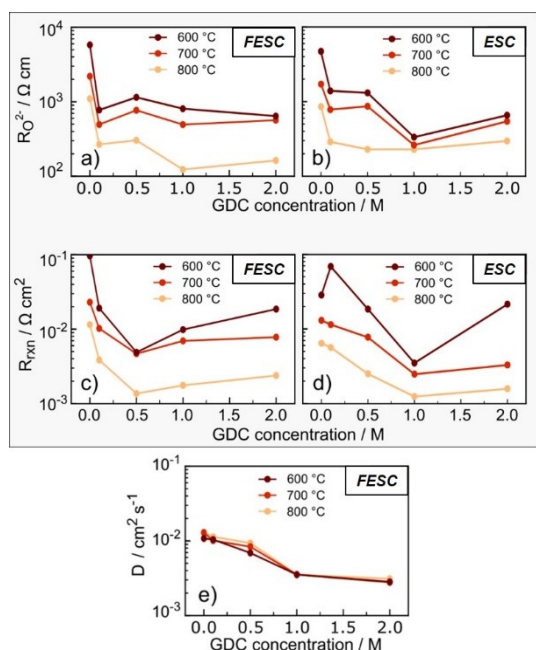 10⁴
10³
10²
R_O²⁻ / Ω cm
600 °C
700 °C
800 °C
FESC
a)
0.0 0.5 1.0 1.5 2.0
GDC concentration / M
600 °C
700 °C
800 °C
ESC
b)
0.0 0.5 1.0 1.5 2.0
GDC concentration / M
10⁻¹
10⁻²
10⁻³
R_rxn / Ω cm2
600 °C
700 °C
800 °C
FESC
c)
0.0 0.5 1.0 1.5 2.0
GDC concentration / M
600 °C
700 °C
800 °C
ESC
d)
0.0 0.5 1.0 1.5 2.0
GDC concentration / M
10⁻¹
10⁻²
10⁻³
D / cm² s⁻¹
600 °C
700 °C
800 °C
FESC
e)
0.0 0.5 1.0 1.5 2.0
GDC concentration / M